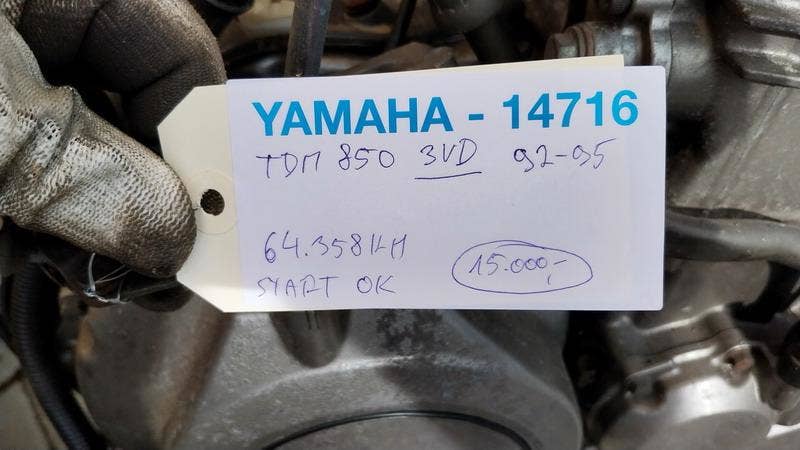 YAMAHA - 14716
TDM 850 3VD 92-95
64.358KM
START OK 15.000,-